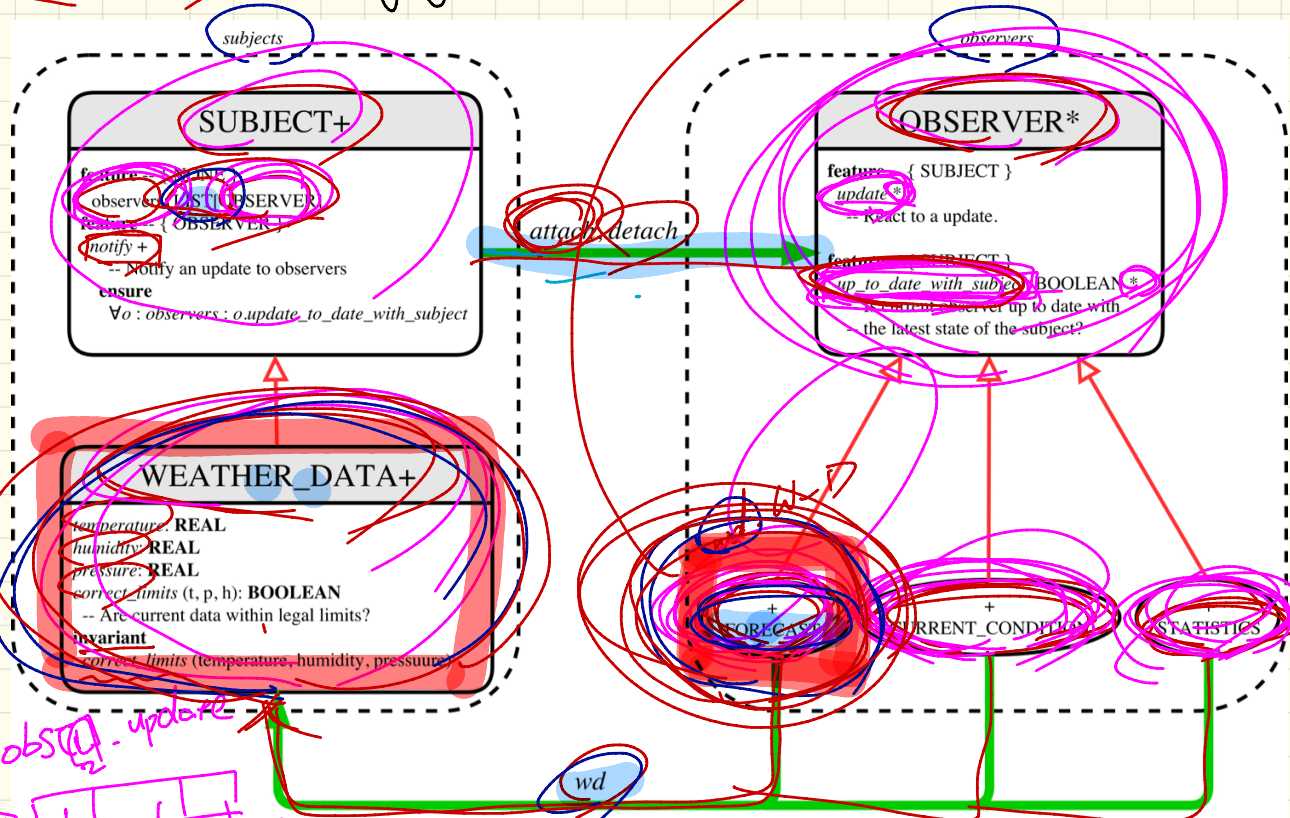 subjects
observers
SUBJECT+
feature -- { NONE }
observers: LIST[OBSERVER]
feature -- { OBSERVER }
notify +
-- Notify an update to observers
ensure
∀o : observers : o.update_to_date_with_subject
attach, detach
OBSERVER*
feature -- { SUBJECT }
update *
-- React to a update.
feature -- { SUBJECT }
up_to_date_with_subject: BOOLEAN *
-- Is current observer up to date with
-- the latest state of the subject?
WEATHER_DATA+
temperature: REAL
humidity: REAL
pressure: REAL
correct_limits (t, p, h): BOOLEAN
-- Are current data within legal limits?
invariant
correct_limits (temperature, humidity, pressuure)
+
FORECAST
+
CURRENT_CONDITION
+
STATISTICS
wd
. update